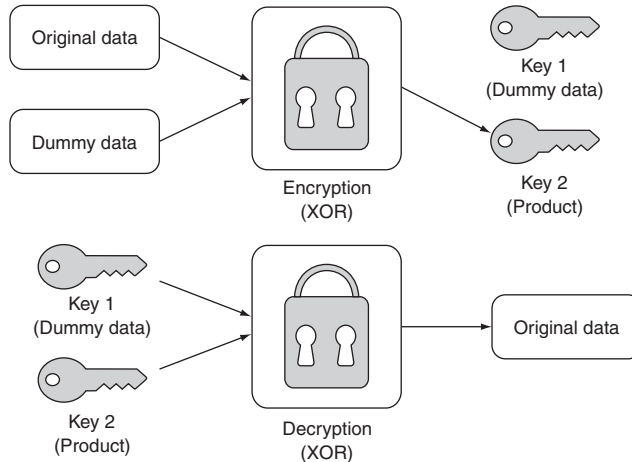 Original data
Dummy data
Encryption
(XOR)
Key 1
(Dummy data)
Key 2
(Product)
Key 1
(Dummy data)
Key 2
(Product)
Decryption
(XOR)
Original data